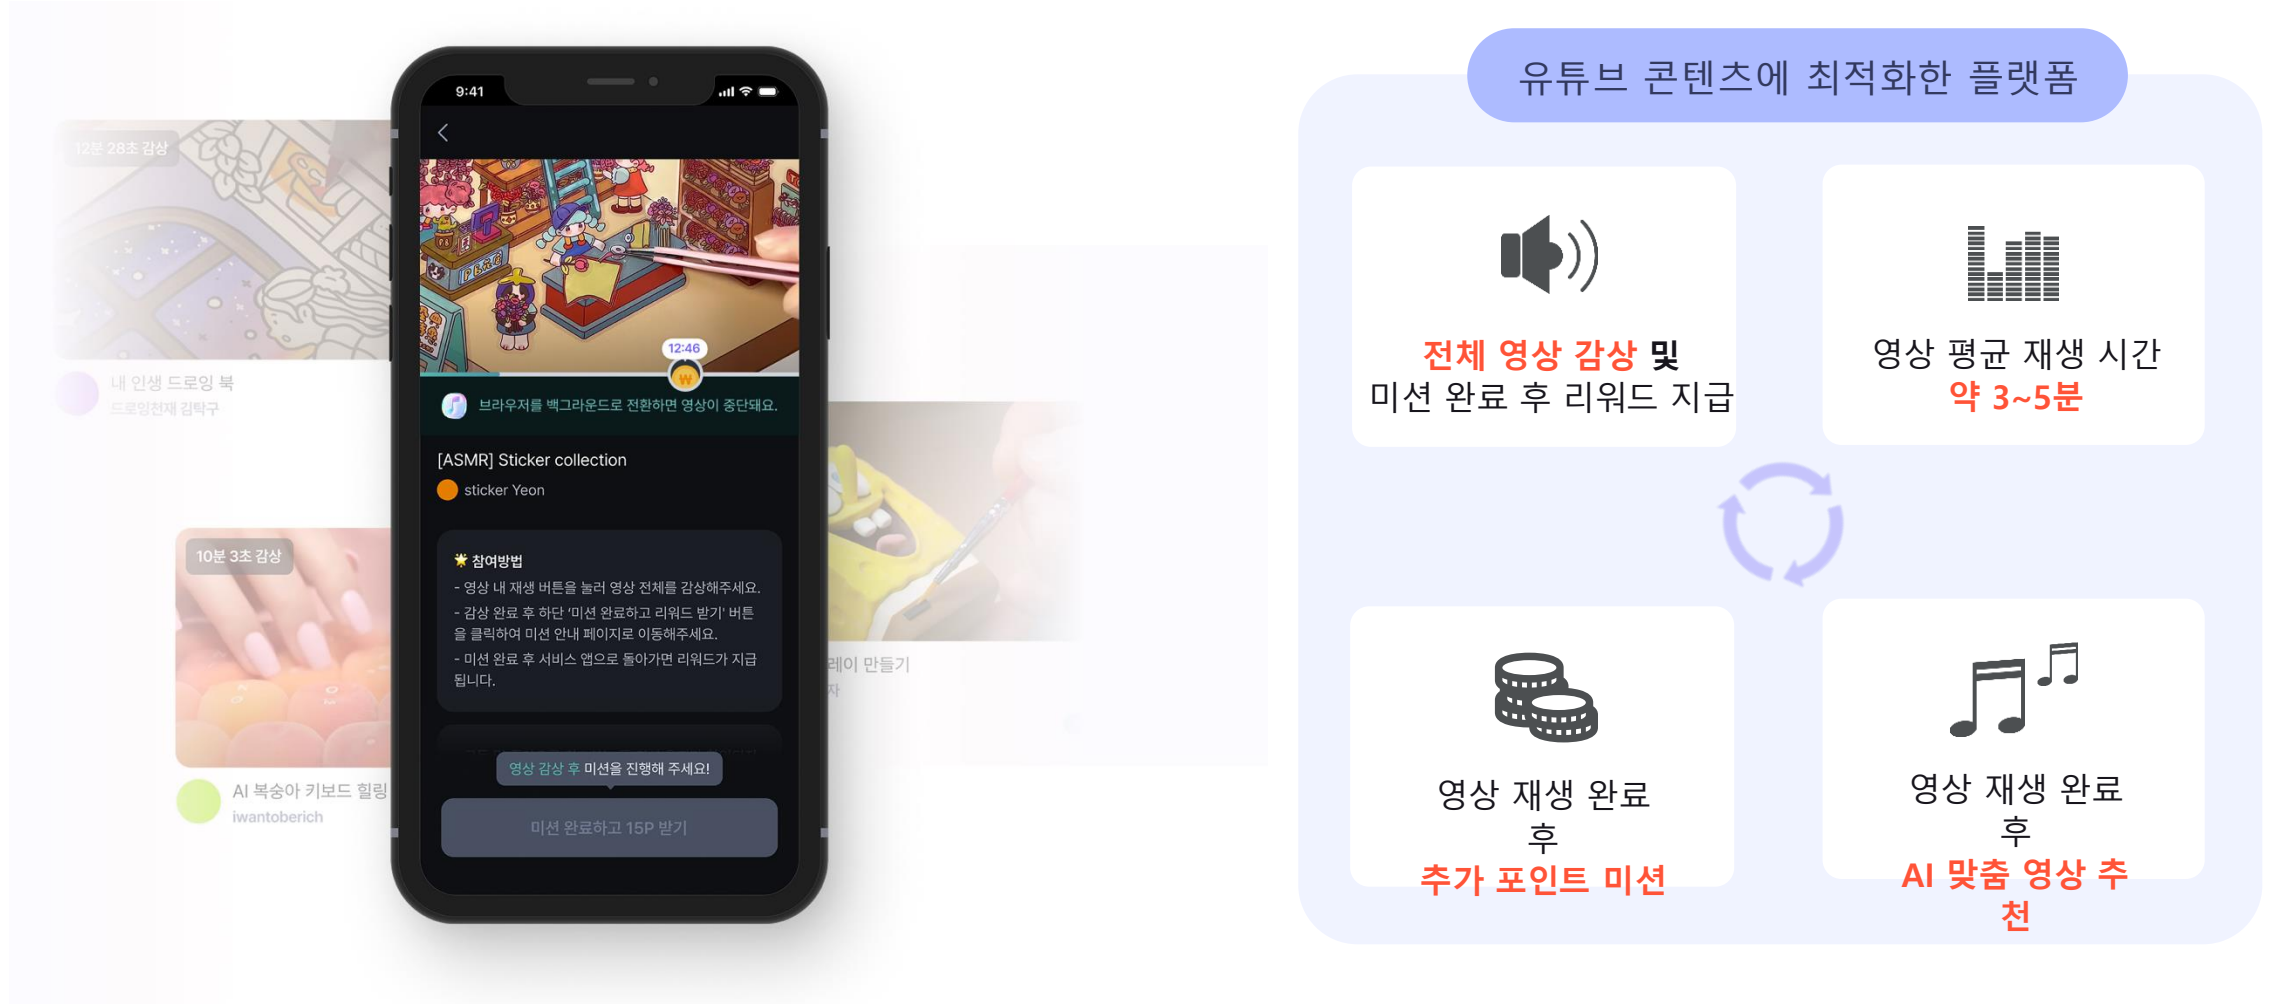 12분 28초 감상
내 인생 드로잉 북
드로잉천재 김탁구
10분 3초 감상
AI 복숭아 키보드 힐링
iwantoberich
9:41
12:46
브라우저를 백그라운드로 전환하면 영상이 중단돼요.
[ASMR] Sticker collection
sticker Yeon
참여방법
- 영상 내 재생 버튼을 눌러 영상 전체를 감상해주세요.
- 감상 완료 후 하단 ‘미션 완료하고 리워드 받기’ 버튼
을 클릭하여 미션 안내 페이지로 이동해주세요.
- 미션 완료 후 서비스 앱으로 돌아가면 리워드가 지급
됩니다.
영상 감상 후 미션을 진행해 주세요!
미션 완료하고 15P 받기
레이 만들기
자
유튜브 콘텐츠에 최적화한 플랫폼
전체 영상 감상 및
미션 완료 후 리워드 지급
영상 평균 재생 시간
약 3~5분
영상 재생 완료
후
추가 포인트 미션
영상 재생 완료
후
AI 맞춤 영상 추
천